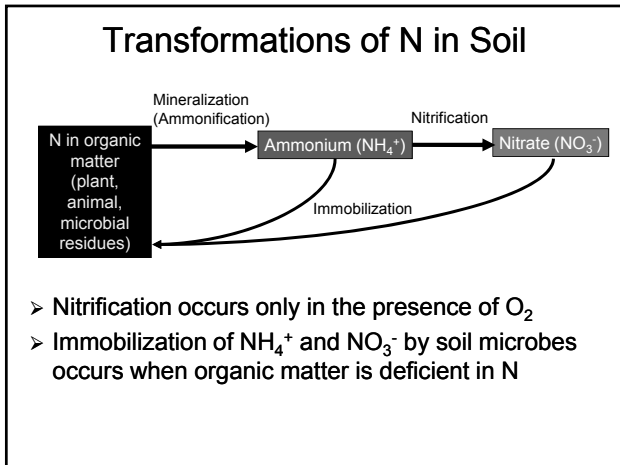 Transformations of N in Soil
Mineralization
(Ammonification)
Nitrification
N in organic
matter
(plant,
animal,
microbial
residues)
Ammonium (NH₄⁺)
Nitrate (NO₃⁻)
Immobilization
➢ Nitrification occurs only in the presence of O₂
➢ Immobilization of NH₄⁺ and NO₃⁻ by soil microbes
occurs when organic matter is deficient in N